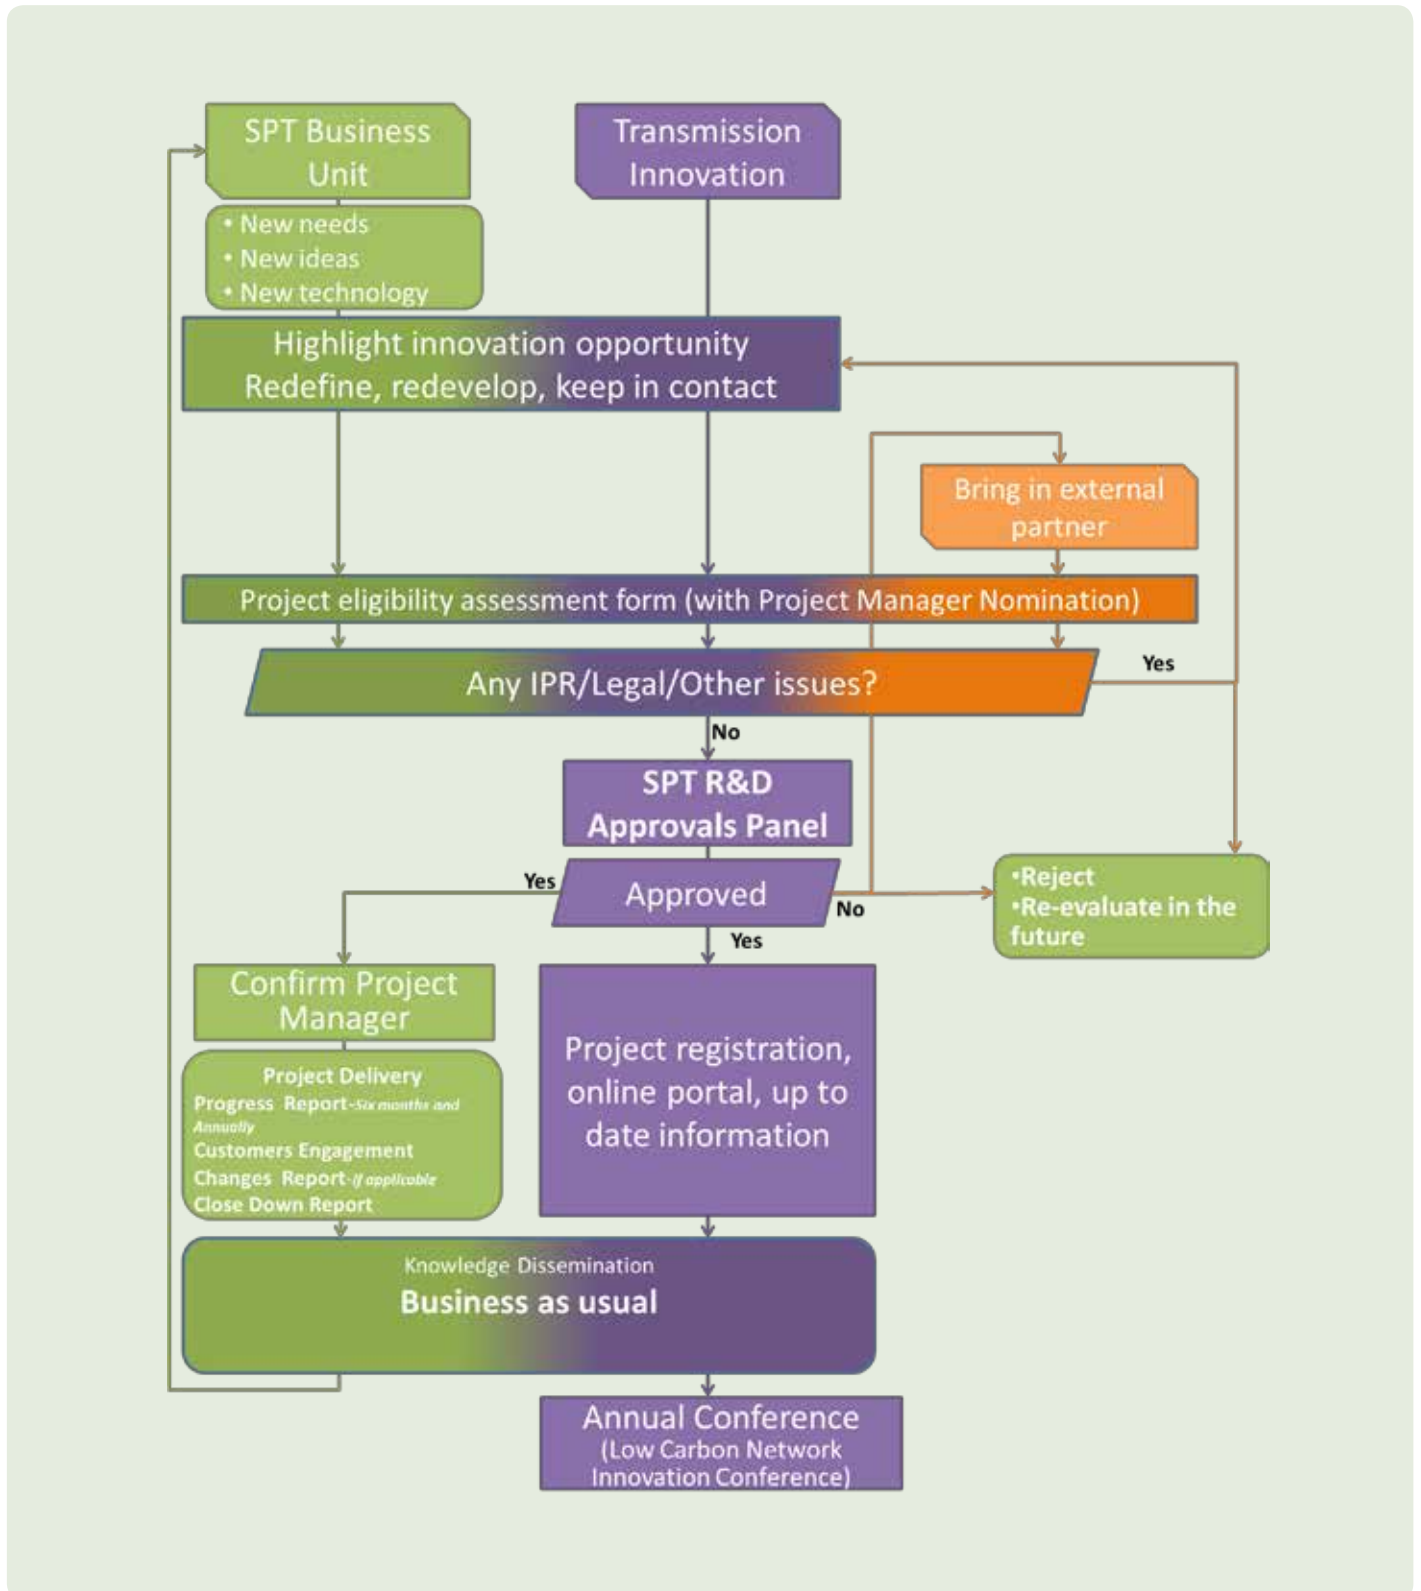 SPT Business
Unit
Transmission
Innovation
• New needs
• New ideas
• New technology
Highlight innovation opportunity
Redefine, redevelop, keep in contact
Bring in external
partner
Project eligibility assessment form (with Project Manager Nomination)
Any IPR/Legal/Other issues?
Yes
No
SPT R&D
Approvals Panel
Yes
Approved
No
Yes
•Reject
•Re-evaluate in the
future
Confirm Project
Manager
Project Delivery
Progress Report-Six months and
Annually
Customers Engagement
Changes Report-if applicable
Close Down Report
Project registration,
online portal, up to
date information
Knowledge Dissemination
Business as usual
Annual Conference
(Low Carbon Network
Innovation Conference)